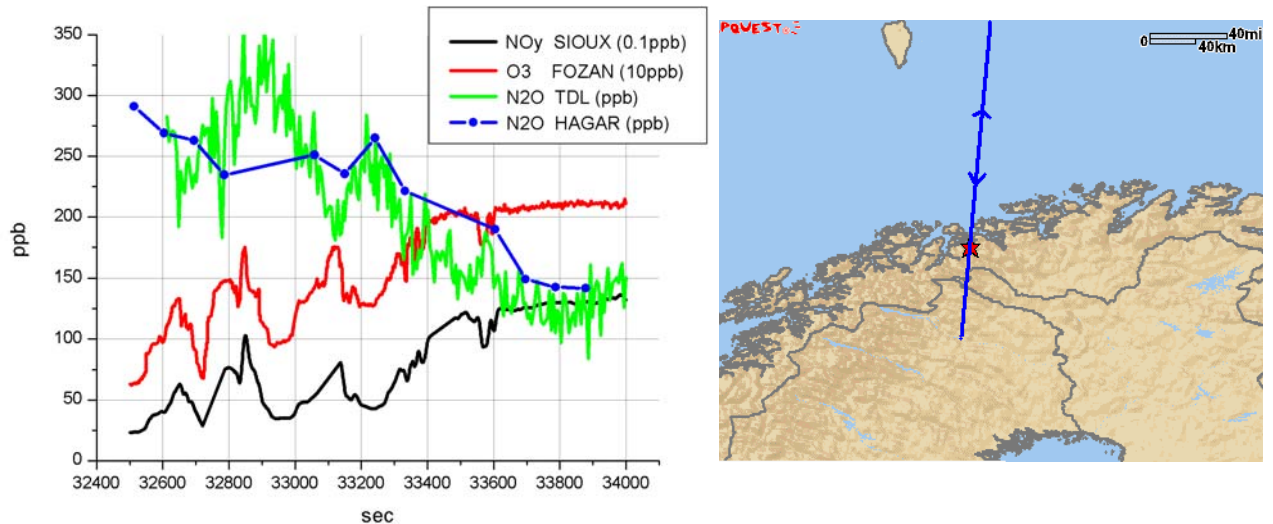 NOy SIOUX (0.1ppb)
O3 FOZAN (10ppb)
N2O TDL (ppb)
N2O HAGAR (ppb)
ppb
350
300
250
200
150
100
50
0
32400 32600 32800 33000 33200 33400 33600 33800 34000
sec
0 40mi
40km